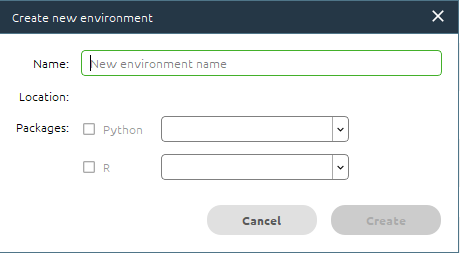 Create new environment
Name: New environment name
Location:
Packages: Python
R
Cancel Create